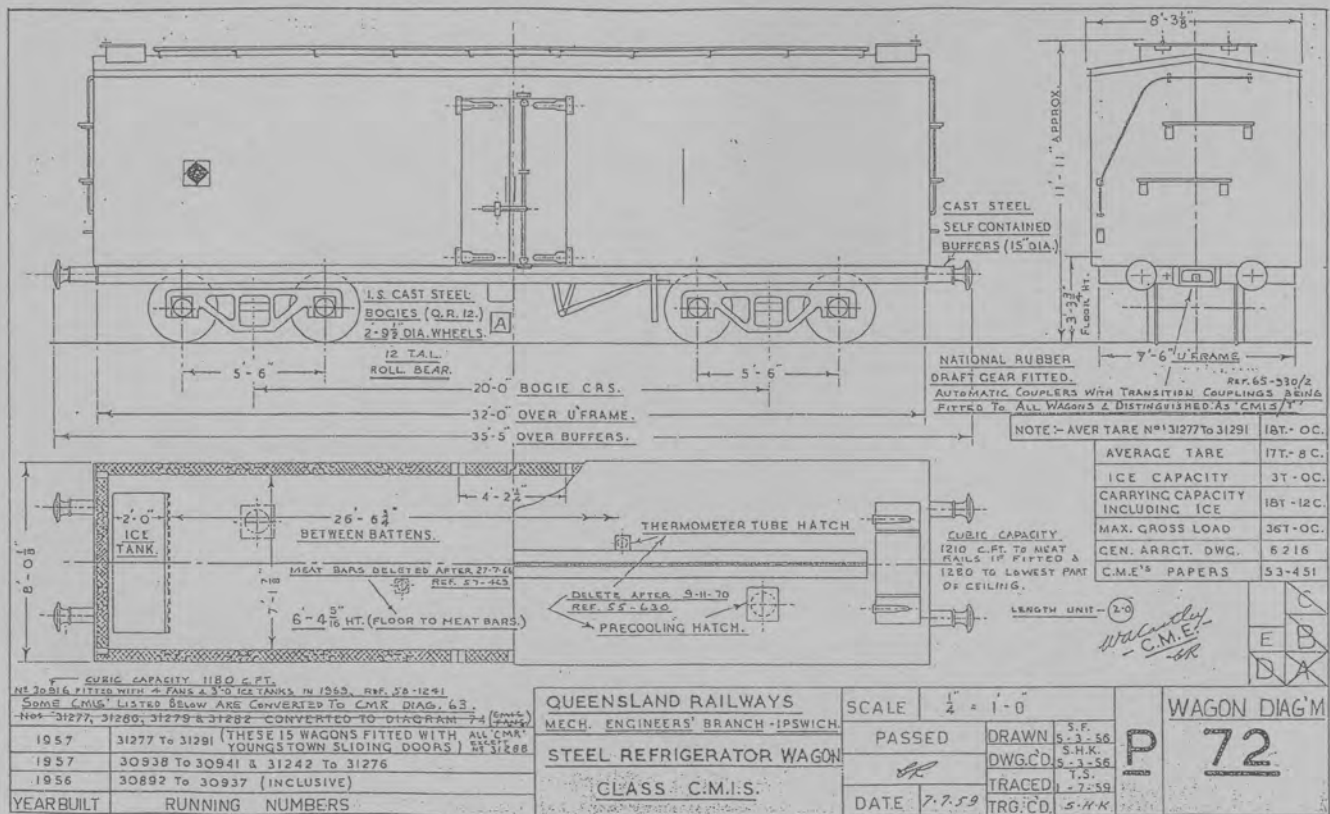 8'-3⅛"
11'-11" APPROX.
CAST STEEL
SELF CONTAINED
BUFFERS (15" DIA.)
3'-3¾"
FLOOR HT.
7'-6" U'FRAME
I.S. CAST STEEL
BOGIES (Q.R.12.)
2'-9½" DIA. WHEELS.
A
12 T.A.L.
ROLL. BEAR.
5'-6"
5'-6"
20'-0" BOGIE CRS.
32'-0" OVER U'FRAME.
35'-5" OVER BUFFERS.
NATIONAL RUBBER
DRAFT GEAR FITTED.
REF. 65-930/2
AUTOMATIC COUPLERS WITH TRANSITION COUPLINGS BEING
FITTED TO ALL WAGONS & DISTINGUISHED AS 'CMIS/T'
NOTE:- AVER TARE Nos 31277 To 31291 18T.-0C.
AVERAGE TARE 17T.-8C.
ICE CAPACITY 3T-0C.
CARRYING CAPACITY
INCLUDING ICE 18T-12C.
MAX. GROSS LOAD 36T-0C.
GEN. ARRGT. DWG. 6216
C.M.E's PAPERS 53-451
4'-2¼"
2'-0"
ICE
TANK.
26'-6¾"
BETWEEN BATTENS.
THERMOMETER TUBE HATCH
8'-0⅛"
7'-1⅞"
MEAT BARS DELETED AFTER 27-7-66
REF. 57-463
6'-4 5/16" HT. (FLOOR TO MEAT BARS.)
DELETE AFTER 9-11-70
REF. 55-630
PRECOOLING HATCH.
CUBIC CAPACITY
1210 C.FT. TO MEAT
RAILS IF FITTED &
1280 TO LOWEST PART
OF CEILING.
LENGTH UNIT - 2·0
C.M.E.
C
E B
D A
CUBIC CAPACITY 1180 C.FT.
No 30916 FITTED WITH 4 FANS & 3'-0 ICE TANKS IN 1963. REF. 58-1241
SOME CMIS' LISTED BELOW ARE CONVERTED TO CMR DIAG. 63.
Nos 31277, 31280, 31279 & 31282 CONVERTED TO DIAGRAM 74
1957 31277 To 31291 (THESE 15 WAGONS FITTED WITH YOUNGSTOWN SLIDING DOORS) ALL 'CMR' EXCEPT No 31288
1957 30938 To 30941 & 31242 To 31276
1956 30892 To 30937 (INCLUSIVE)
YEAR BUILT RUNNING NUMBERS
QUEENSLAND RAILWAYS
MECH. ENGINEERS' BRANCH - IPSWICH.
STEEL REFRIGERATOR WAGON
CLASS C.M.I.S.
SCALE ¼" = 1'-0"
PASSED
DATE 7.7.59
DRAWN S.F. 5-3-56
DWG.C'D. S.H.K. 5-3-56
TRACED T.S. 1-7-59
TRG.C'D. S.H.K
P
WAGON DIAG'M
72